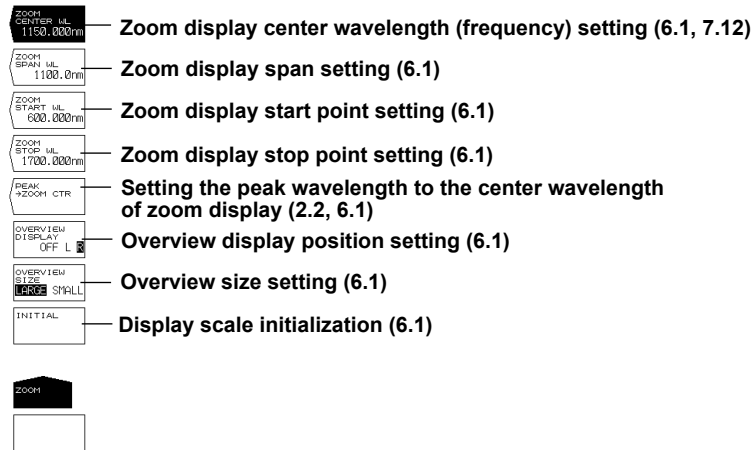 ZOOM
CENTER WL
1150.000nm
Zoom display center wavelength (frequency) setting (6.1, 7.12)
ZOOM
SPAN WL
1100.0nm
Zoom display span setting (6.1)
ZOOM
START WL
600.000nm
Zoom display start point setting (6.1)
ZOOM
STOP WL
1700.000nm
Zoom display stop point setting (6.1)
PEAK
→ZOOM CTR
Setting the peak wavelength to the center wavelength
of zoom display (2.2, 6.1)
OVERVIEW
DISPLAY
OFF L R
Overview display position setting (6.1)
OVERVIEW
SIZE
LARGE SMALL
Overview size setting (6.1)
INITIAL
Display scale initialization (6.1)
ZOOM